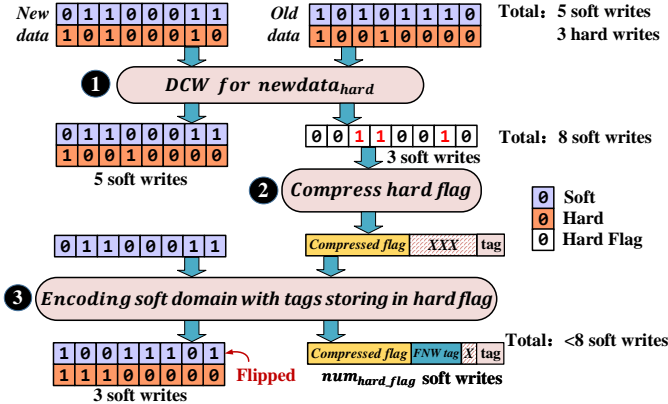 New 0 1 1 0 0 0 1 1 Old 1 0 1 0 1 1 1 0 Total: 5 soft writes
data 1 0 1 0 0 0 1 0 data 1 0 0 1 0 0 0 0 3 hard writes
1 DCW for newdata_hard
0 1 1 0 0 0 1 1 0 0 1 1 0 0 1 0 Total: 8 soft writes
1 0 0 1 0 0 0 0 3 soft writes
5 soft writes
2 Compress hard flag
0 Soft
0 Hard
0 Hard Flag
0 1 1 0 0 0 1 1 Compressed flag XXX tag
3 Encoding soft domain with tags storing in hard flag
Total: <8 soft writes
1 0 0 1 1 1 0 1 Compressed flag FNW tag X tag
1 1 1 0 0 0 0 0 Flipped num_hard_flag soft writes
3 soft writes